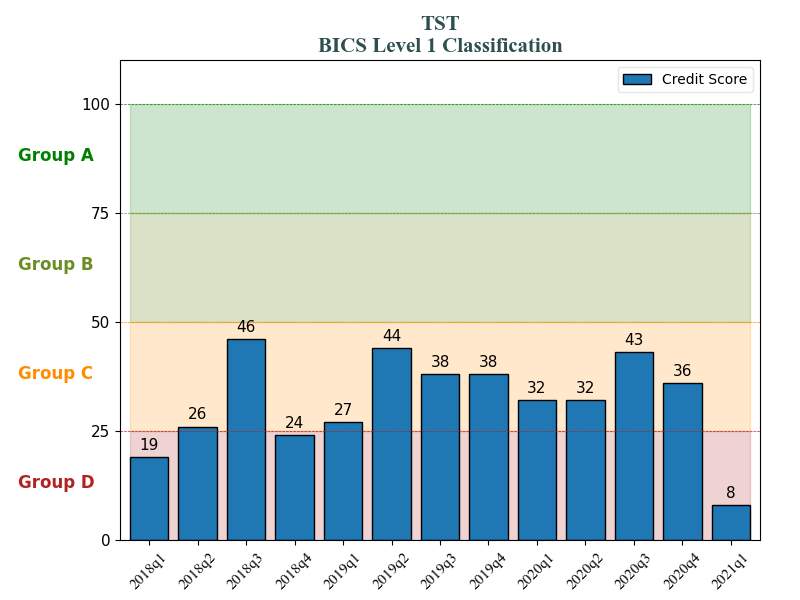 TST
BICS Level 1 Classification
Credit Score
100
Group A
75
Group B
50
46
44
43
38
38
36
Group C
32
32
27
26
25
24
19
Group D
8
0
2018q1
2018q2
2018q3
2018q4
2019q1
2019q2
2019q3
2019q4
2020q1
2020q2
2020q3
2020q4
2021q1